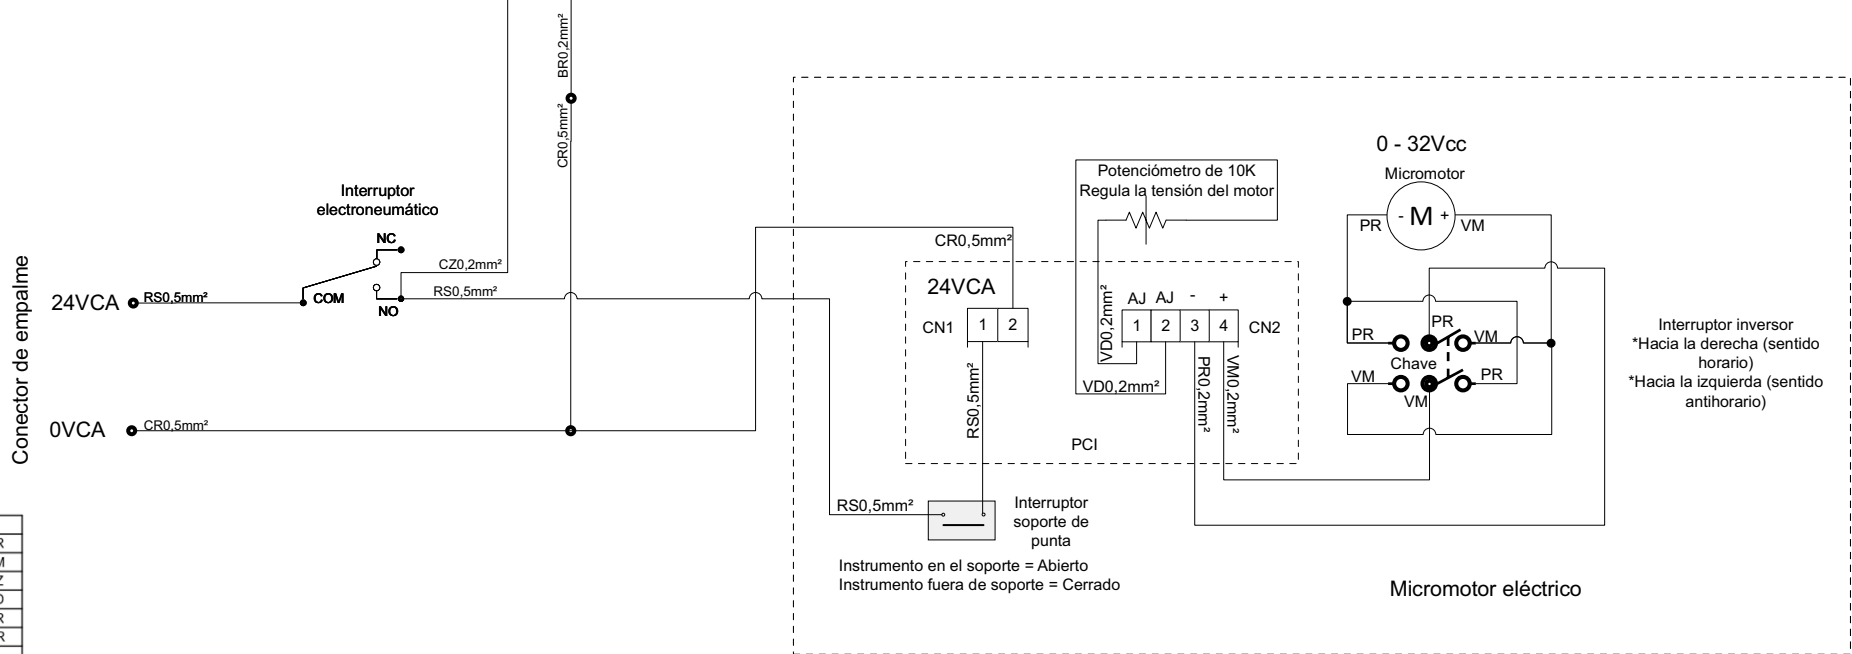 BR0,2mm²
CR0,5mm²
Interruptor
electroneumático
NC
COM
NO
CZ0,2mm²
RS0,5mm²
Conector de empalme
24VCA
RS0,5mm²
0VCA
CR0,5mm²
CR0,5mm²
24VCA
CN1
1
2
RS0,5mm²
Potenciómetro de 10K
Regula la tensión del motor
VD0,2mm²
AJ
AJ
-
+
1
2
3
4
CN2
VD0,2mm²
PR0,2mm²
VM0,2mm²
PCI
RS0,5mm²
Interruptor
soporte de
punta
Instrumento en el soporte = Abierto
Instrumento fuera de soporte = Cerrado
0 - 32Vcc
Micromotor
- M +
PR
VM
PR
PR
VM
Chave
VM
PR
VM
Interruptor inversor
*Hacia la derecha (sentido
horario)
*Hacia la izquierda (sentido
antihorario)
Micromotor eléctrico